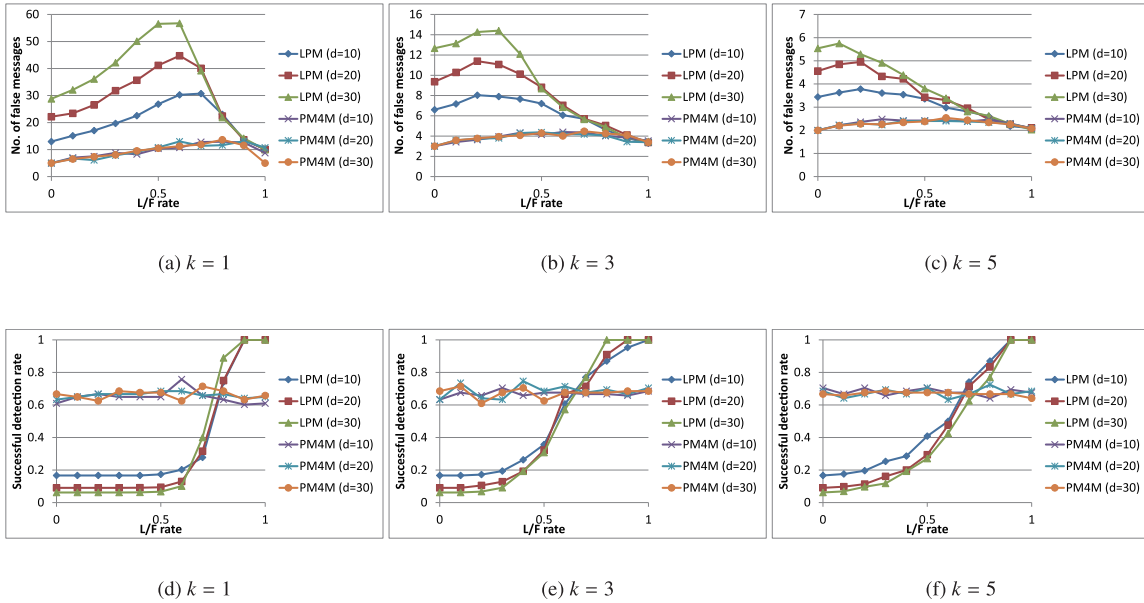 60
50
40
30
20
10
0
No. of false messages
0
0.5
1
L/F rate
LPM (d=10)
LPM (d=20)
LPM (d=30)
PM4M (d=10)
PM4M (d=20)
PM4M (d=30)
(a) k = 1
16
14
12
10
8
6
4
2
0
No. of false messages
0
0.5
1
L/F rate
LPM (d=10)
LPM (d=20)
LPM (d=30)
PM4M (d=10)
PM4M (d=20)
PM4M (d=30)
(b) k = 3
7
6
5
4
3
2
1
0
No. of false messages
0
0.5
1
L/F rate
LPM (d=10)
LPM (d=20)
LPM (d=30)
PM4M (d=10)
PM4M (d=20)
PM4M (d=30)
(c) k = 5
1
0.8
0.6
0.4
0.2
0
Successful detection rate
0
0.5
1
L/F rate
LPM (d=10)
LPM (d=20)
LPM (d=30)
PM4M (d=10)
PM4M (d=20)
PM4M (d=30)
(d) k = 1
1
0.8
0.6
0.4
0.2
0
Successful detection rate
0
0.5
1
L/F rate
LPM (d=10)
LPM (d=20)
LPM (d=30)
PM4M (d=10)
PM4M (d=20)
PM4M (d=30)
(e) k = 3
1
0.8
0.6
0.4
0.2
0
Successful detection rate
0
0.5
1
L/F rate
LPM (d=10)
LPM (d=20)
LPM (d=30)
PM4M (d=10)
PM4M (d=20)
PM4M (d=30)
(f) k = 5